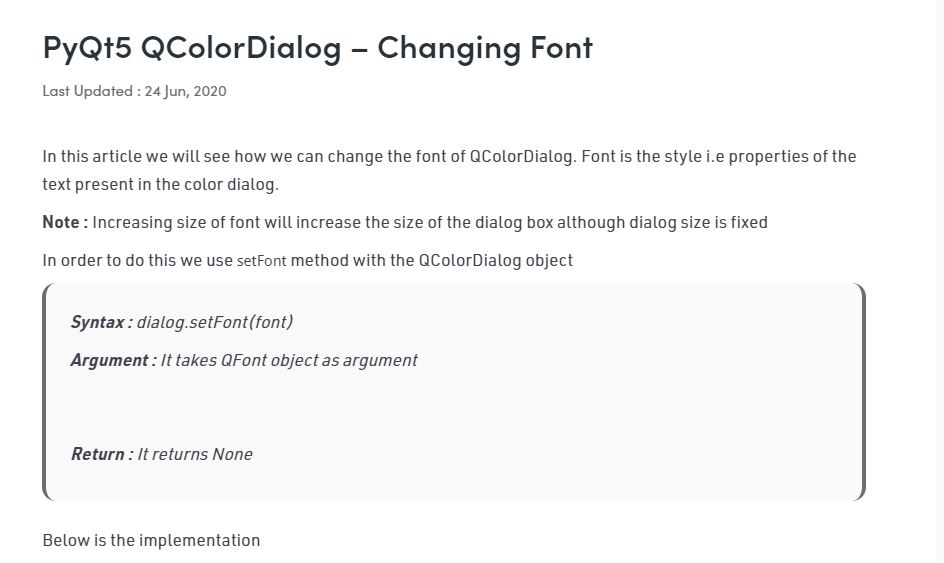 PyQt5 QColorDialog – Changing Font
Last Updated : 24 Jun, 2020
In this article we will see how we can change the font of QColorDialog. Font is the style i.e properties of the
text present in the color dialog.
Note : Increasing size of font will increase the size of the dialog box although dialog size is fixed
In order to do this we use setFont method with the QColorDialog object
Syntax : dialog.setFont(font)
Argument : It takes QFont object as argument
Return : It returns None
Below is the implementation